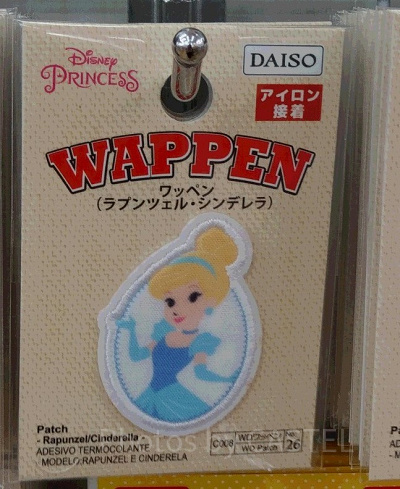 Disney
PRINCESS
DAISO
アイロン
接着
WAPPEN
ワッペン
(ラプンツェル・シンデレラ)
Patch
- Rapunzel/Cinderella
ADESIVO TERMOCOLANTE
- MODELO:RAPUNZEL E CINDERELA
C008
WDワッペン
WD Patch
No.
26
Photos by